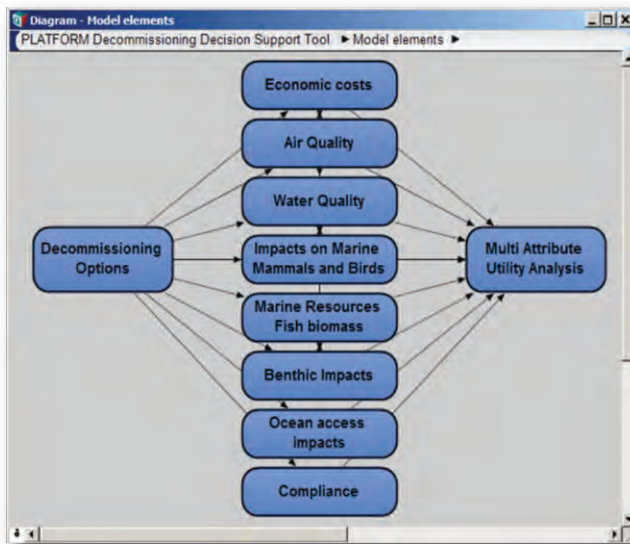 Diagram - Model elements
PLATFORM Decommissioning Decision Support Tool ▶ Model elements ▶
Economic costs
Air Quality
Water Quality
Decommissioning
Options
Impacts on Marine
Mammals and Birds
Multi Attribute
Utility Analysis
Marine Resources
Fish biomass
Benthic Impacts
Ocean access
impacts
Compliance